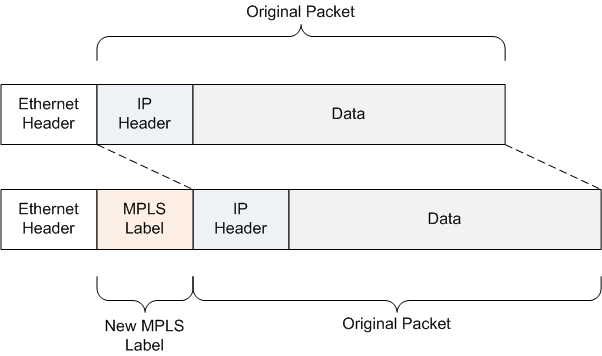 Original Packet
Ethernet
Header
IP
Header
Data
Ethernet
Header
MPLS
Label
IP
Header
Data
New MPLS
Label
Original Packet